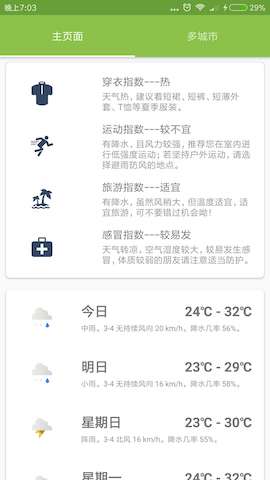 晚上7:03
29%
主页面
多城市
穿衣指数---热
天气热，建议着短裙、短裤、短薄外
套、T恤等夏季服装。
运动指数---较不宜
有降水，且风力较强，推荐您在室内进
行低强度运动；若坚持户外运动，请选
择避雨防风的地点。
旅游指数---适宜
有降水，虽然风稍大，但温度适宜，适
宜旅游，可不要错过机会呦！
感冒指数---较易发
天气转凉，空气湿度较大，较易发生感
冒，体质较弱的朋友请注意适当防护。
今日
24℃ - 32℃
中雨。3-4 无持续风向 20 km/h。降水几率 56%。
明日
23℃ - 29℃
小雨。3-4 无持续风向 16 km/h。降水几率 58%。
星期日
23℃ - 30℃
阵雨。3-4 北风 16 km/h。降水几率 55%。
星期一
24℃ - 32℃